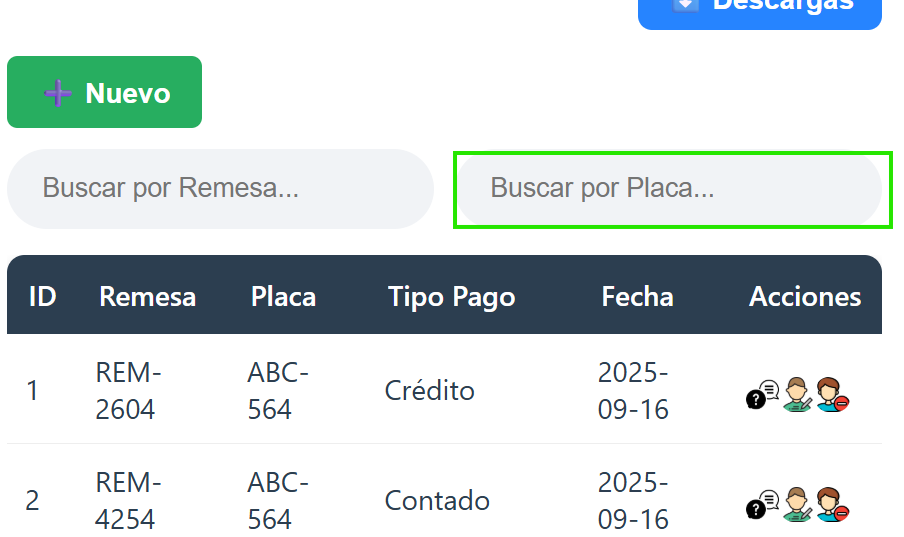 Descargas
Nuevo
Buscar por Remesa...
Buscar por Placa...
ID Remesa Placa Tipo Pago Fecha Acciones
1 REM-2604 ABC-564 Crédito 2025-09-16
2 REM-4254 ABC-564 Contado 2025-09-16